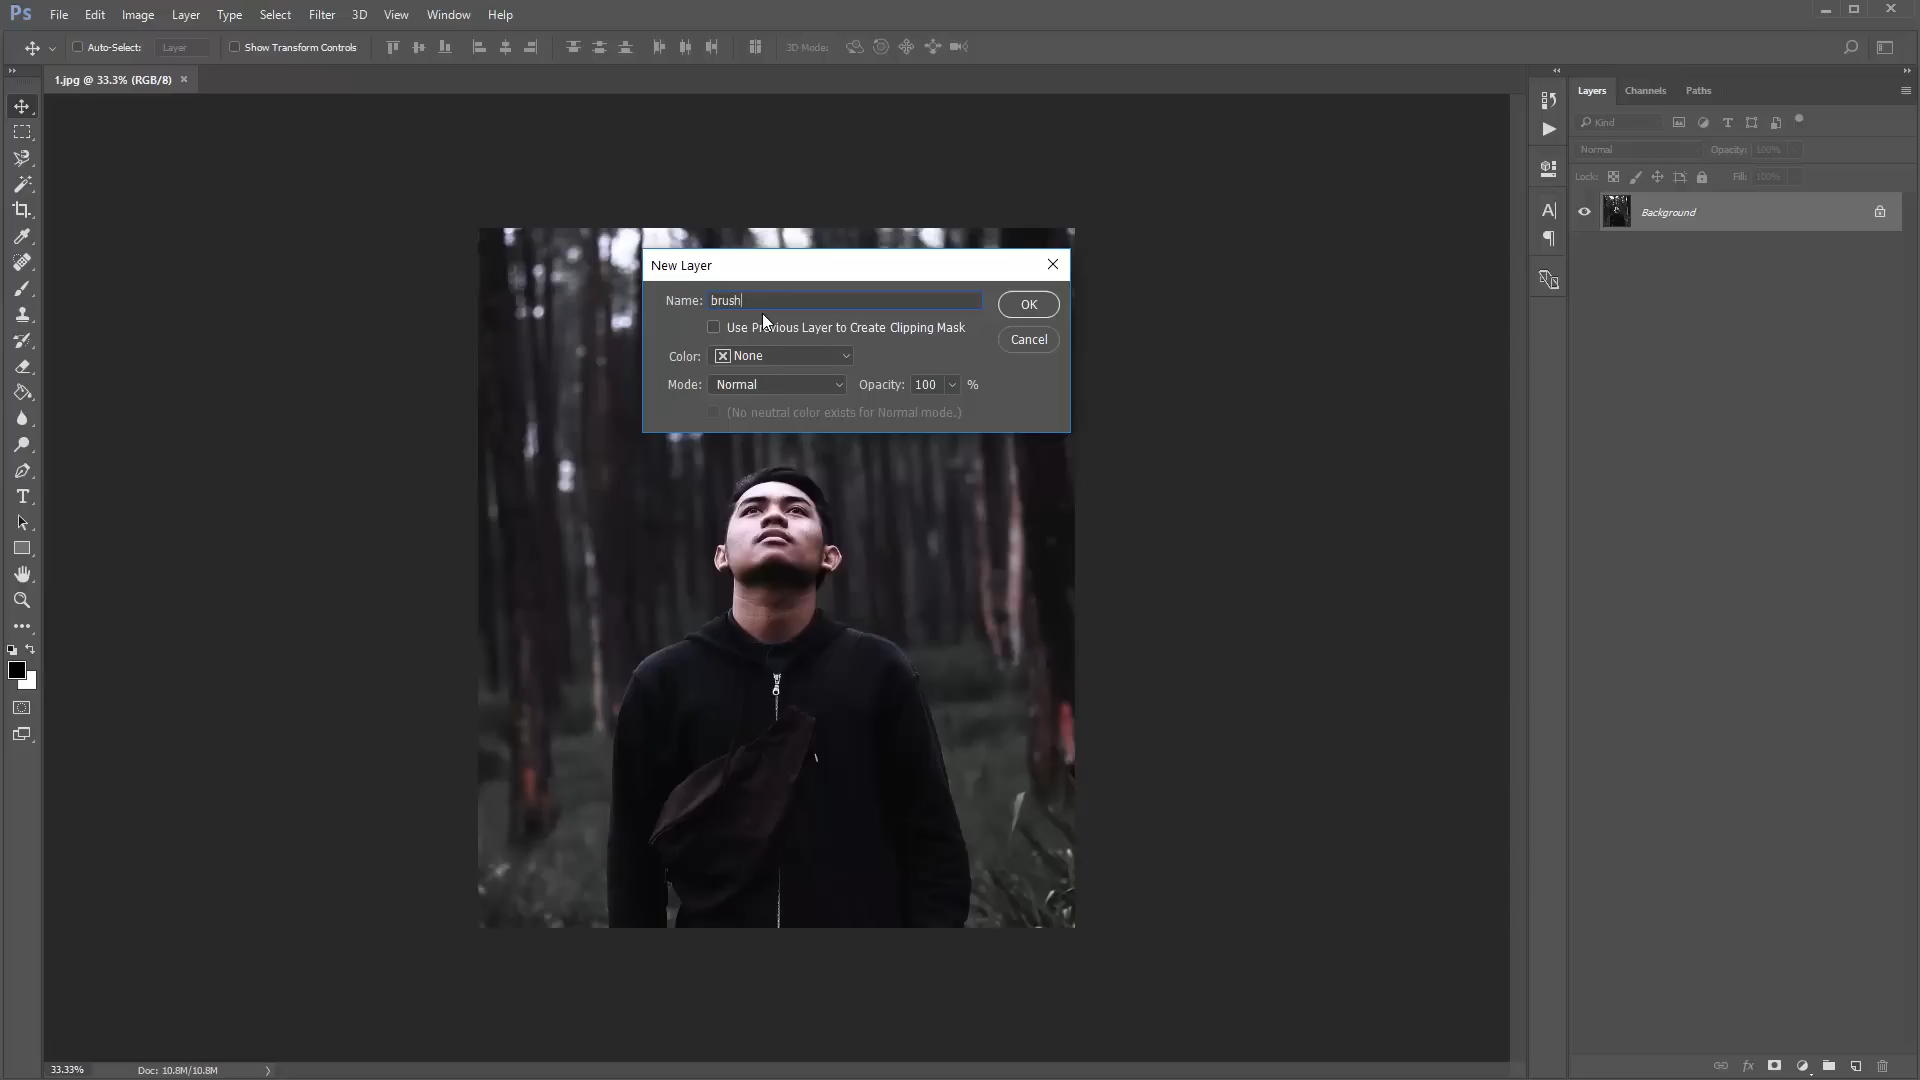 Ps File Edit Image Layer Type Select Filter 3D View Window Help
Auto-Select: Layer Show Transform Controls 3D Mode:
1.jpg @ 33.3% (RGB/8)
New Layer
Name: brush
OK
Use Previous Layer to Create Clipping Mask
Cancel
Color: None
Mode: Normal Opacity: 100 %
(No neutral color exists for Normal mode.)
Layers Channels Paths
Kind
Normal Opacity: 100%
Lock: Fill: 100%
Background
33.33% Doc: 10.8M/10.8M